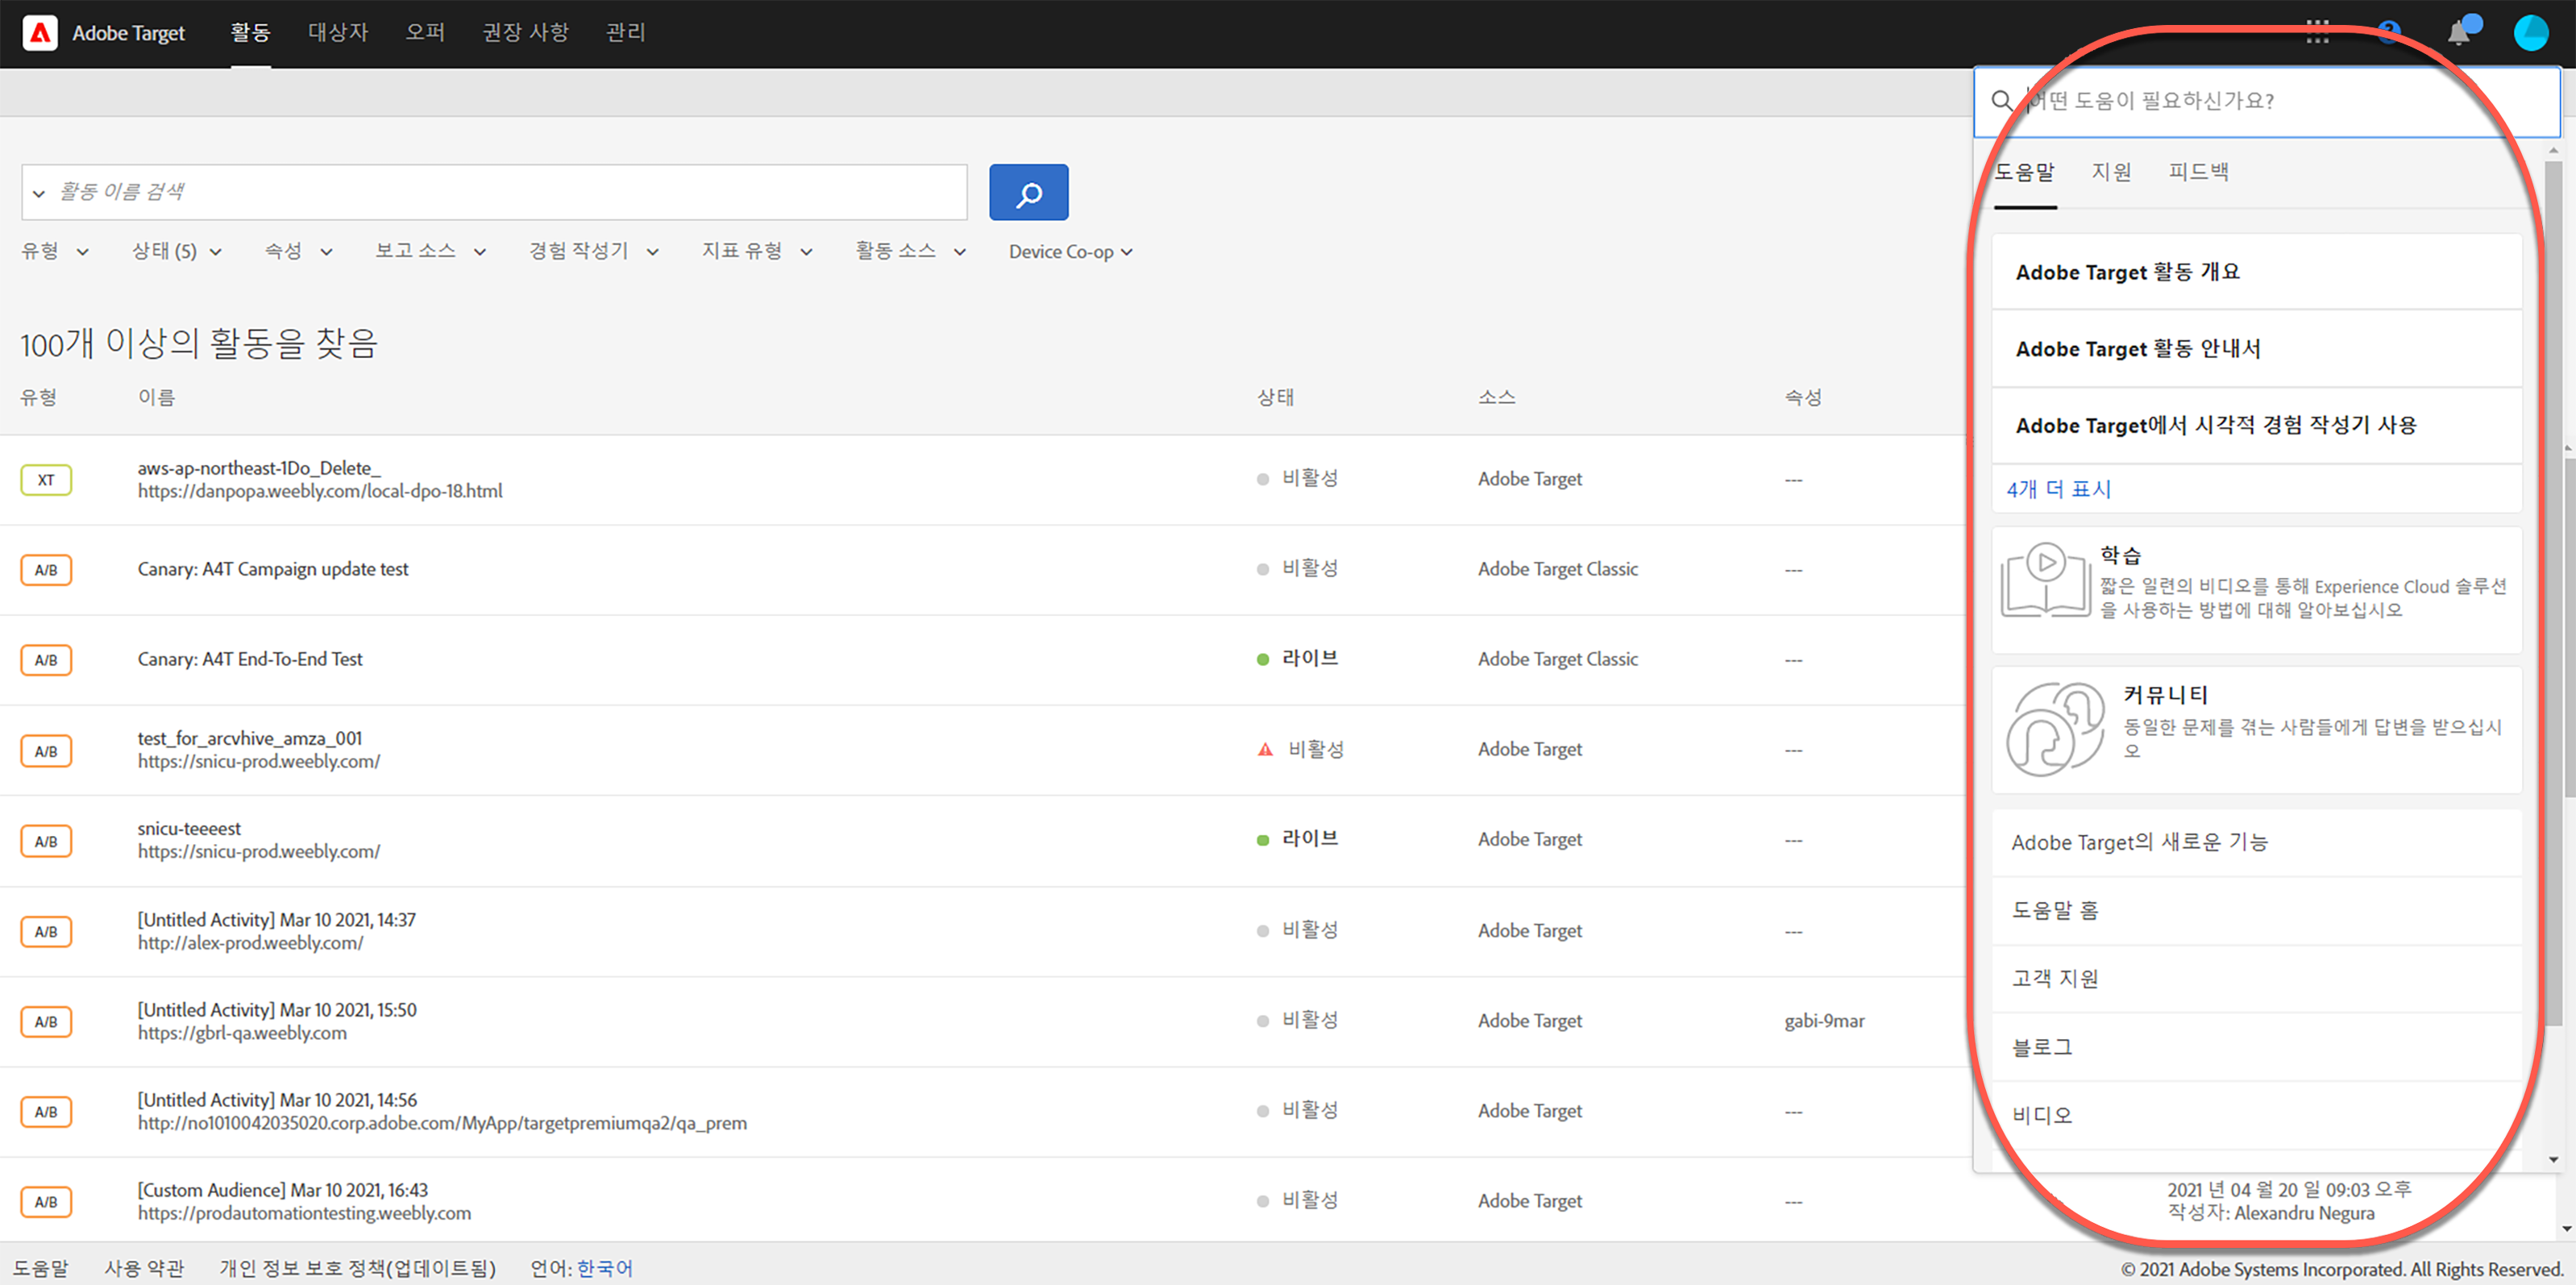 Adobe Target 활동 대상자 오퍼 권장 사항 관리
어떤 도움이 필요하신가요?
도움말 지원 피드백
활동 이름 검색
유형 상태 (5) 속성 보고 소스 경험 작성기 지표 유형 활동 소스 Device Co-op
100개 이상의 활동을 찾음
유형 이름 상태 소스 속성
XT aws-ap-northeast-1Do_Delete_ 비활성 Adobe Target ---
https://danpopa.weebly.com/local-dpo-18.html
A/B Canary: A4T Campaign update test 비활성 Adobe Target Classic ---
A/B Canary: A4T End-To-End Test 라이브 Adobe Target Classic ---
A/B test_for_arcvhive_amza_001 비활성 Adobe Target ---
https://snicu-prod.weebly.com/
A/B snicu-teeeest 라이브 Adobe Target ---
https://snicu-prod.weebly.com/
A/B [Untitled Activity] Mar 10 2021, 14:37 비활성 Adobe Target ---
http://alex-prod.weebly.com/
A/B [Untitled Activity] Mar 10 2021, 15:50 비활성 Adobe Target gabi-9mar
https://gbrl-qa.weebly.com
A/B [Untitled Activity] Mar 10 2021, 14:56 비활성 Adobe Target ---
http://no1010042035020.corp.adobe.com/MyApp/targetpremiumqa2/qa_prem
A/B [Custom Audience] Mar 10 2021, 16:43 비활성 Adobe Target ---
https://prodautomationtesting.weebly.com
Adobe Target 활동 개요
Adobe Target 활동 안내서
Adobe Target에서 시각적 경험 작성기 사용
4개 더 표시
학습
짧은 일련의 비디오를 통해 Experience Cloud 솔루션
을 사용하는 방법에 대해 알아보십시오
커뮤니티
동일한 문제를 겪는 사람들에게 답변을 받으십시
오
Adobe Target의 새로운 기능
도움말 홈
고객 지원
블로그
비디오
2021 년 04 월 20 일 09:03 오후
작성자: Alexandru Negura
도움말 사용 약관 개인 정보 보호 정책(업데이트됨) 언어: 한국어
© 2021 Adobe Systems Incorporated. All Rights Reserved.